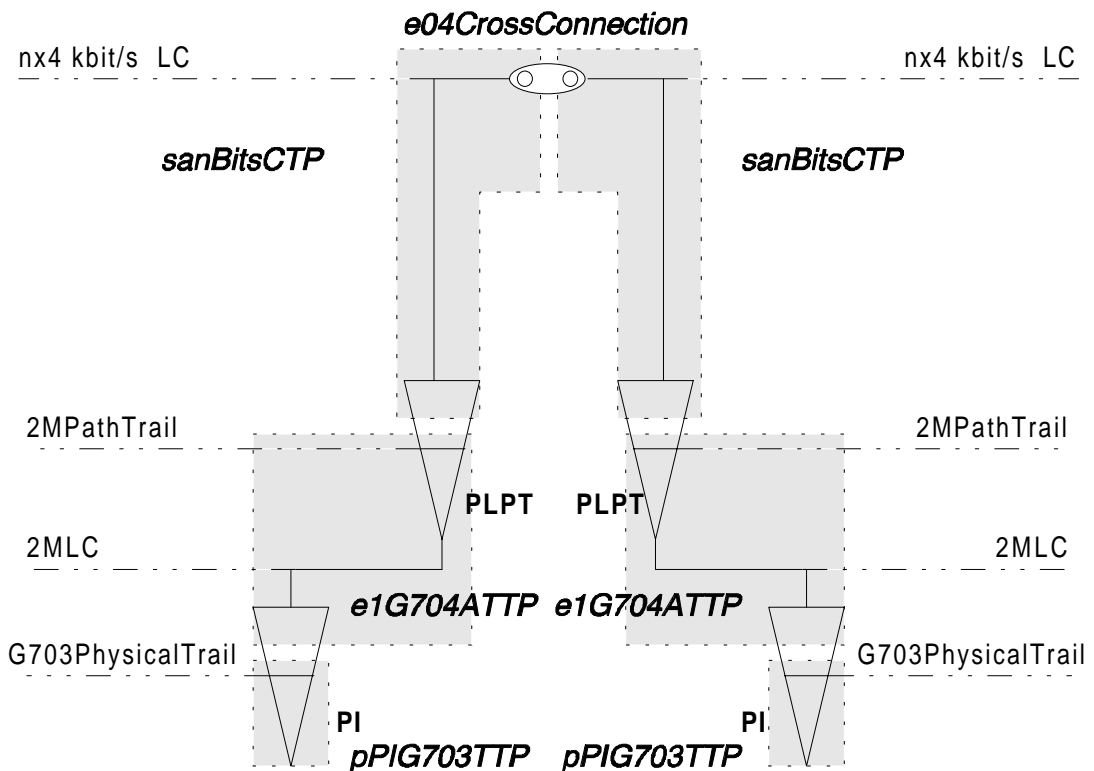 e04CrossConnection
nx4 kbit/s LC
nx4 kbit/s LC
sanBitsCTP
sanBitsCTP
2MPathTrail
2MPathTrail
PLPT
PLPT
2MLC
2MLC
e1G704ATTP
e1G704ATTP
G703PhysicalTrail
G703PhysicalTrail
PI
PI
pPIG703TTP
pPIG703TTP